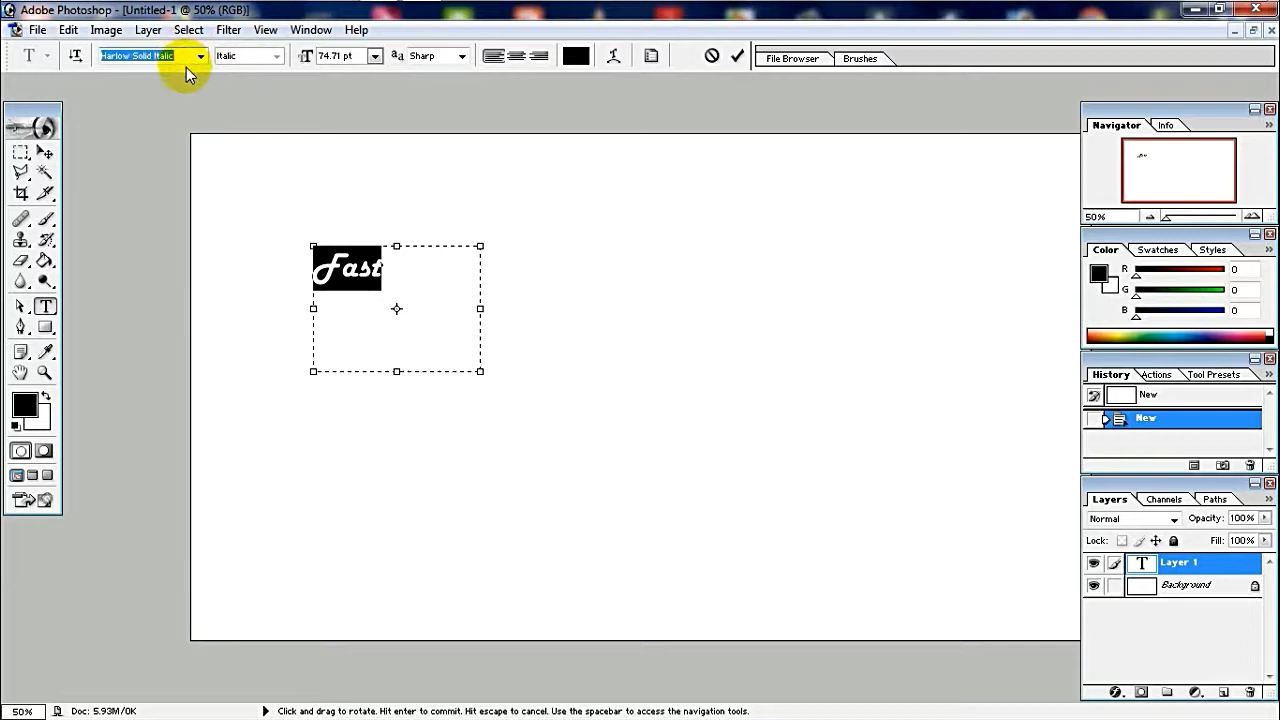 Adobe Photoshop - [Untitled-1 @ 50% (RGB)]
File Edit Image Layer Select Filter View Window Help
T Harlow Solid Italic Italic T 74.71 pt aa Sharp File Browser Brushes
Navigator Info
50%
Color Swatches Styles
R 0
G 0
B 0
Fast
T
History Actions Tool Presets
New
New
Layers Channels Paths
Normal Opacity: 100%
Lock: Fill: 100%
T Layer 1
Background
50% Doc: 5.93M/0K Click and drag to rotate. Hit enter to commit. Hit escape to cancel. Use the spacebar to access the navigation tools.